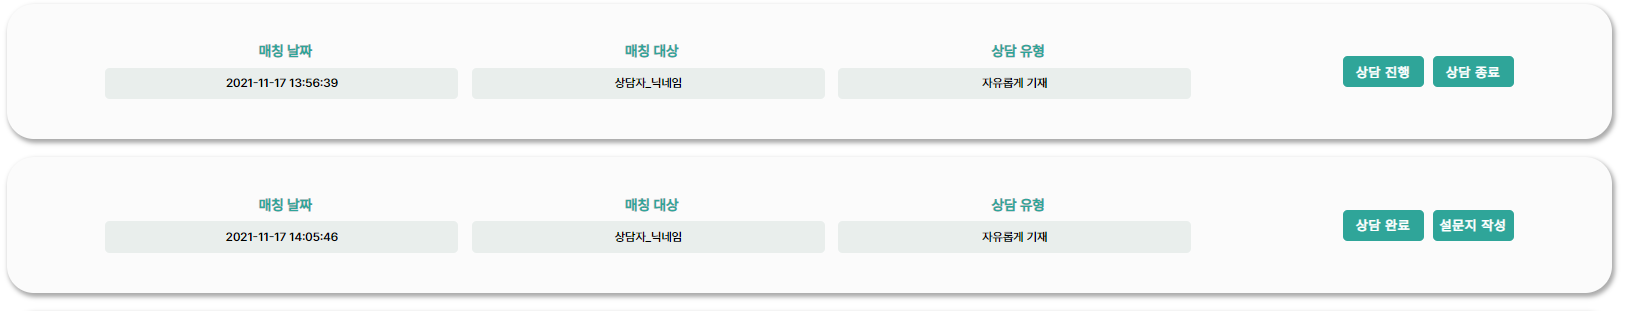 매칭 날짜 매칭 대상 상담 유형
2021-11-17 13:56:39 상담자_닉네임 자유롭게 기재 상담 진행 상담 종료
매칭 날짜 매칭 대상 상담 유형
2021-11-17 14:05:46 상담자_닉네임 자유롭게 기재 상담 완료 설문지 작성